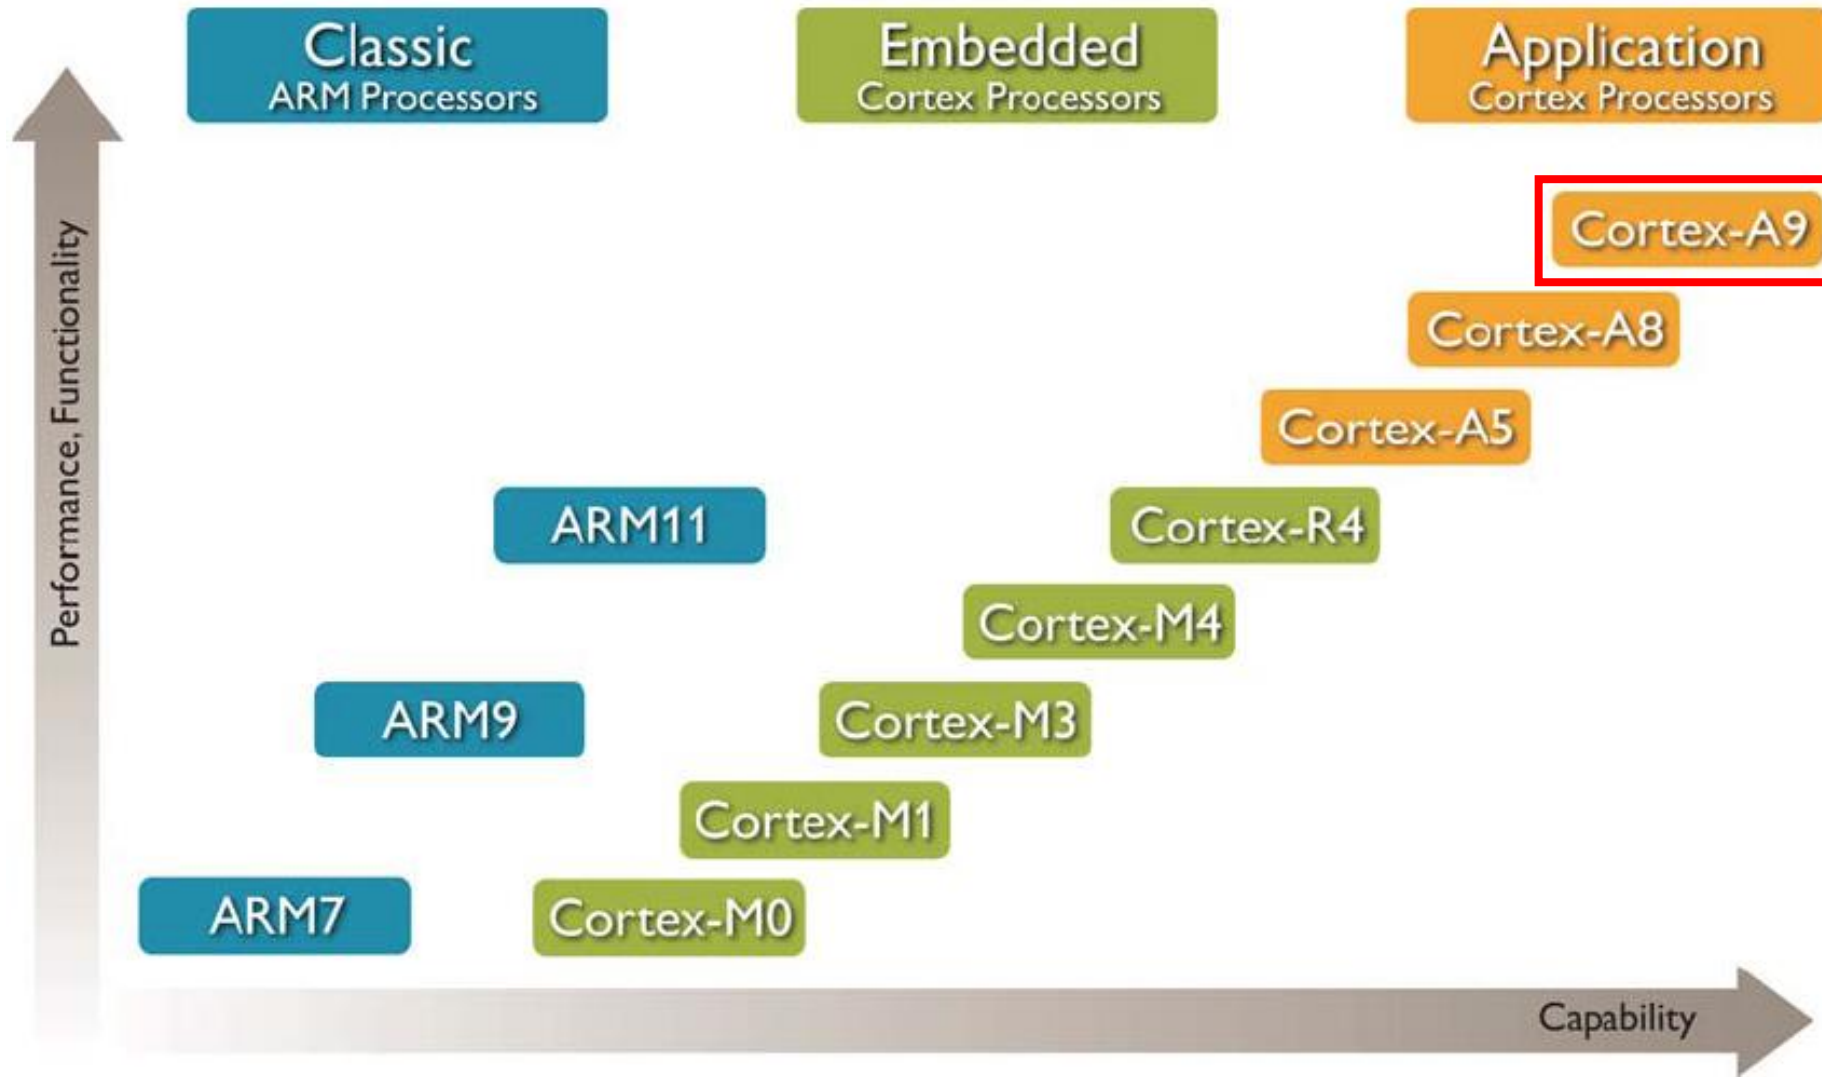 Classic
ARM Processors
Embedded
Cortex Processors
Application
Cortex Processors
Performance, Functionality
Cortex-A9
Cortex-A8
Cortex-A5
ARM11
Cortex-R4
Cortex-M4
ARM9
Cortex-M3
Cortex-M1
ARM7
Cortex-M0
Capability